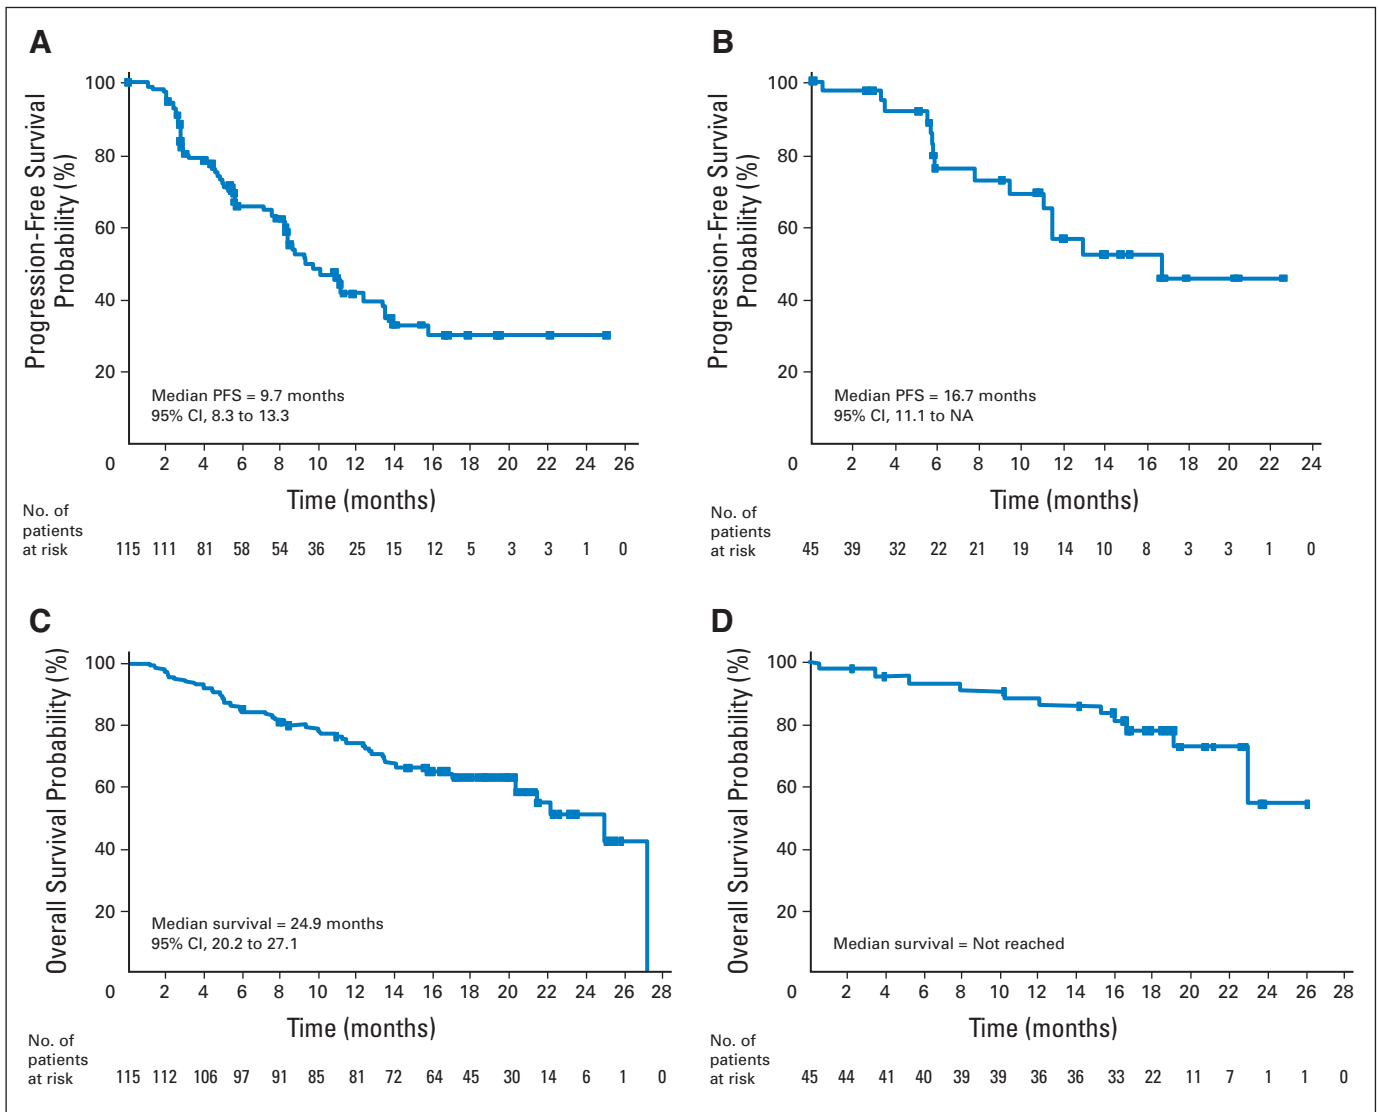 A
Progression-Free Survival
Probability (%)
100
80
60
40
20
Median PFS = 9.7 months
95% CI, 8.3 to 13.3
0 2 4 6 8 10 12 14 16 18 20 22 24 26
Time (months)
No. of
patients
at risk 115 111 81 58 54 36 25 15 12 5 3 3 1 0
B
Progression-Free Survival
Probability (%)
100
80
60
40
20
Median PFS = 16.7 months
95% CI, 11.1 to NA
0 2 4 6 8 10 12 14 16 18 20 22 24
Time (months)
No. of
patients
at risk 45 39 32 22 21 19 14 10 8 3 3 1 0
C
Overall Survival Probability (%)
100
80
60
40
20
Median survival = 24.9 months
95% CI, 20.2 to 27.1
0 2 4 6 8 10 12 14 16 18 20 22 24 26 28
Time (months)
No. of
patients
at risk 115 112 106 97 91 85 81 72 64 45 30 14 6 1 0
D
Overall Survival Probability (%)
100
80
60
40
20
Median survival = Not reached
0 2 4 6 8 10 12 14 16 18 20 22 24 26 28
Time (months)
No. of
patients
at risk 45 44 41 40 39 39 36 36 33 22 11 7 1 1 0